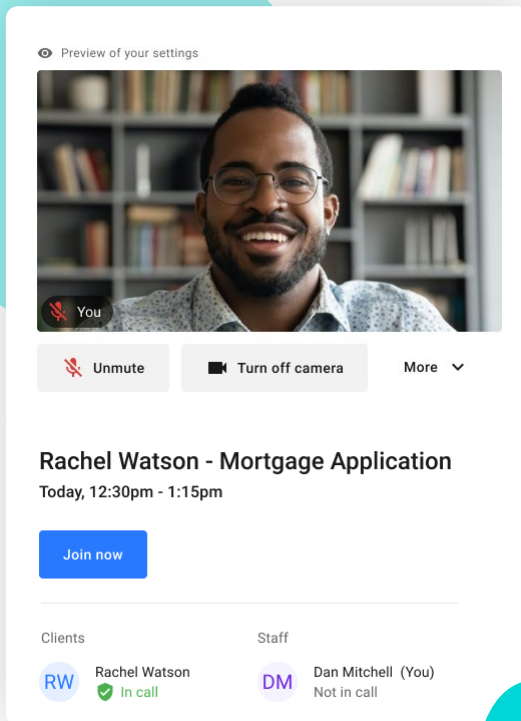 Preview of your settings
You
Unmute
Turn off camera
More
Rachel Watson - Mortgage Application
Today, 12:30pm - 1:15pm
Join now
Clients
Staff
RW
Rachel Watson
In call
DM
Dan Mitchell (You)
Not in call